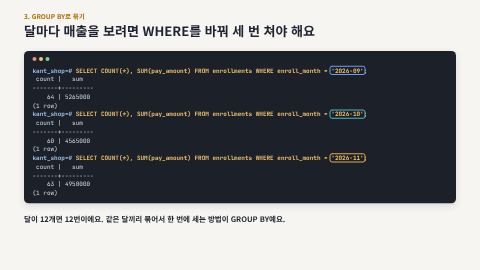 3. GROUP BY로 묶기
달마다 매출을 보려면 WHERE를 바꿔 세 번 쳐야 해요
kant_shop=# SELECT COUNT(*), SUM(pay_amount) FROM enrollments WHERE enroll_month = '2026-09';
count | sum
-------+---------
64 | 5265000
(1 row)
kant_shop=# SELECT COUNT(*), SUM(pay_amount) FROM enrollments WHERE enroll_month = '2026-10';
count | sum
-------+---------
60 | 4565000
(1 row)
kant_shop=# SELECT COUNT(*), SUM(pay_amount) FROM enrollments WHERE enroll_month = '2026-11';
count | sum
-------+---------
63 | 4950000
(1 row)
달이 12개면 12번이에요. 같은 달끼리 묶어서 한 번에 세는 방법이 GROUP BY예요.